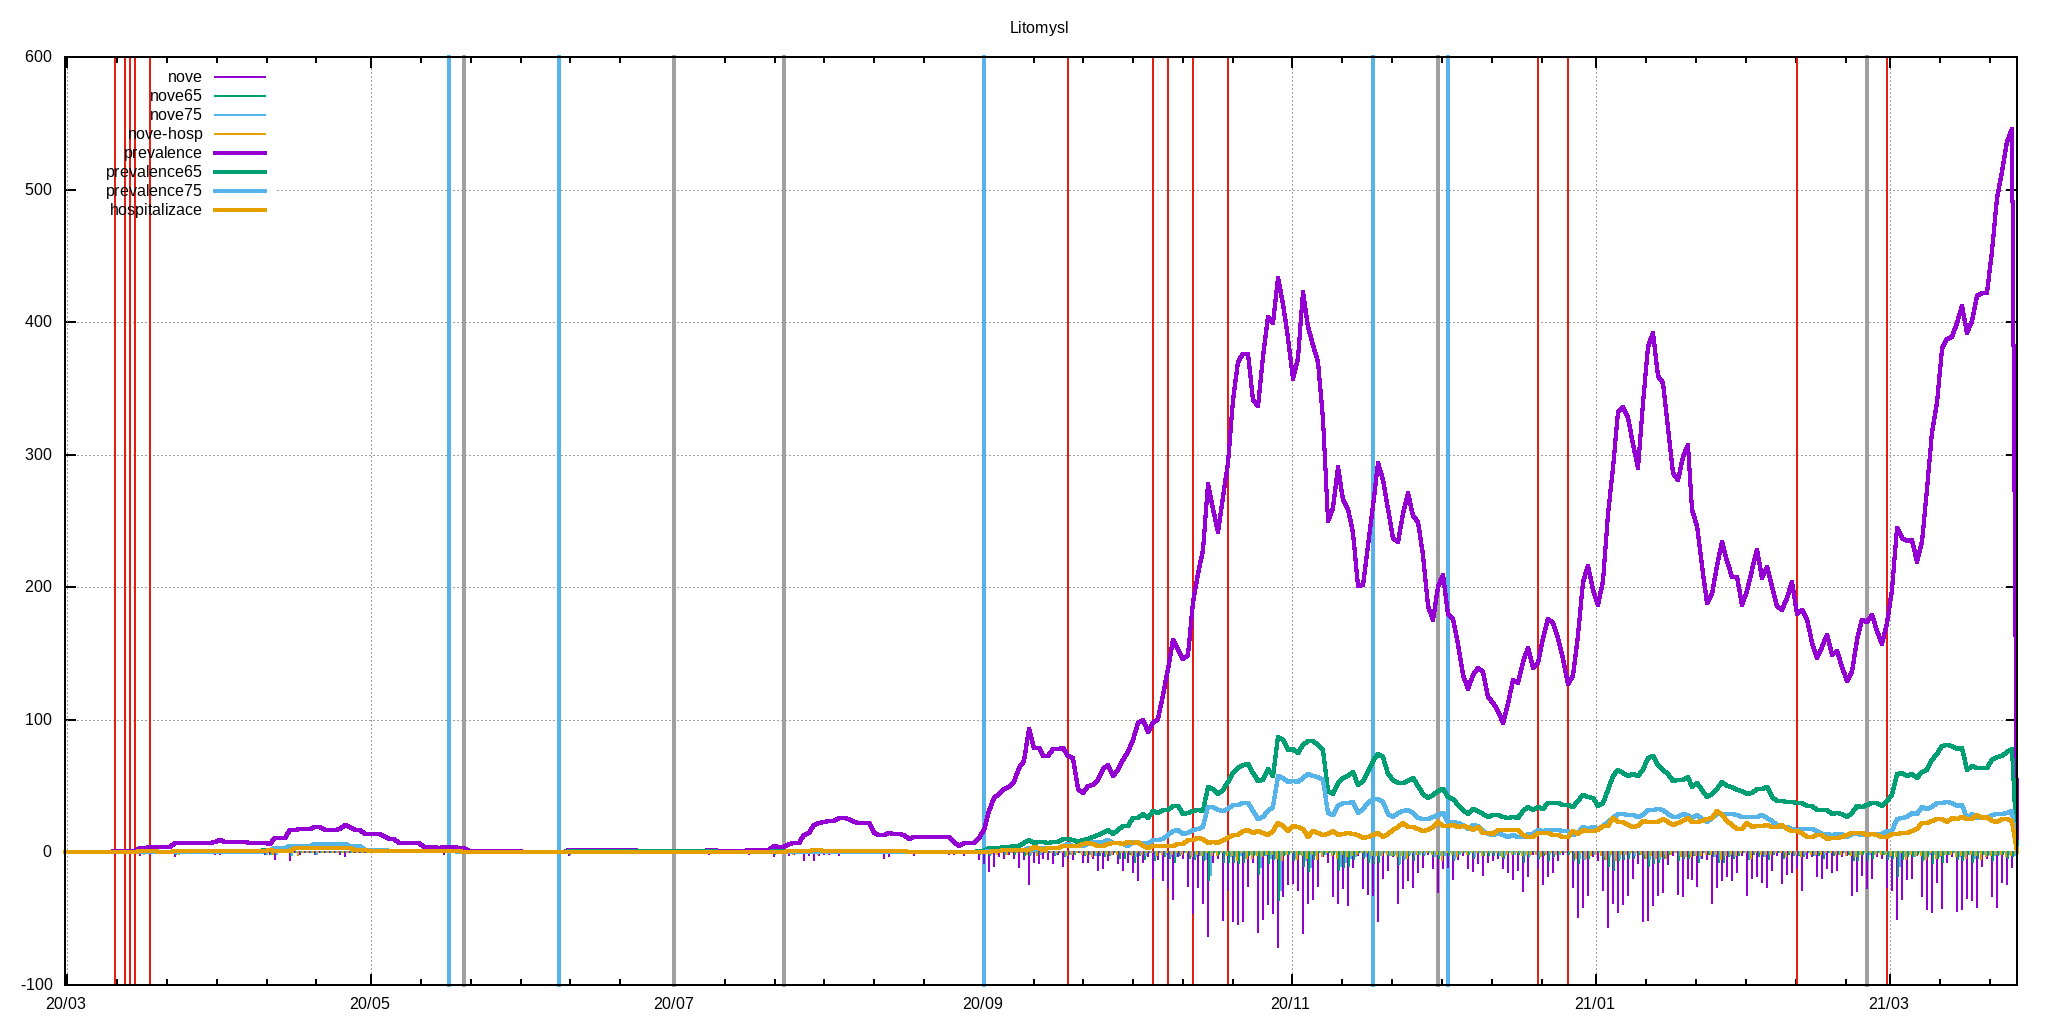 Litomysl
600
500
400
300
200
100
0
-100
nove
nove65
nove75
nove-hosp
prevalence
prevalence65
prevalence75
hospitalizace
20/03 20/05 20/07 20/09 20/11 21/01 21/03